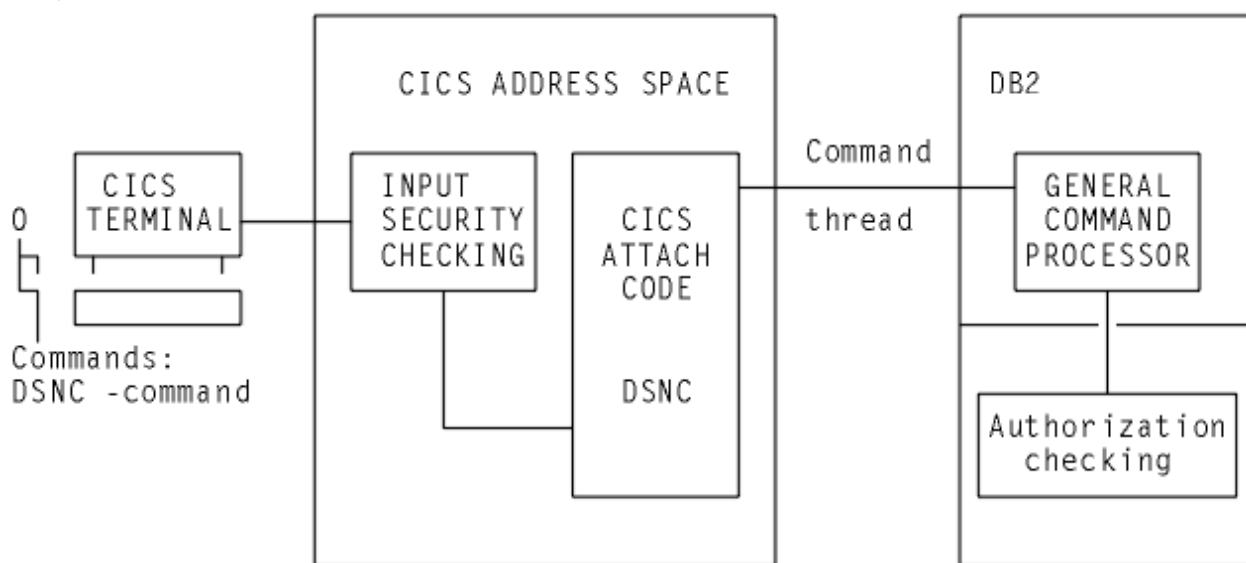 CICS ADDRESS SPACE
DB2
CICS
TERMINAL
O
Commands:
DSNC -command
INPUT
SECURITY
CHECKING
CICS
ATTACH
CODE
DSNC
Command
thread
GENERAL
COMMAND
PROCESSOR
Authorization
checking